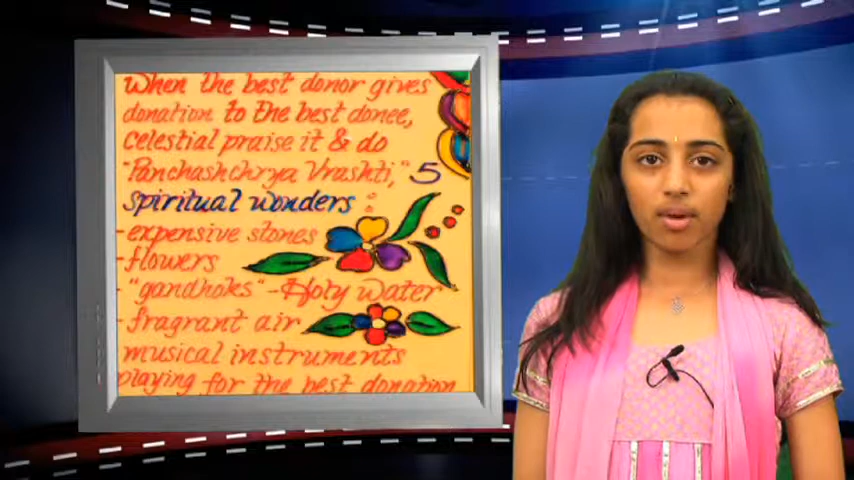 When the best donor gives
donation to the best donee,
celestial praise it & do
"Panchashchrya Vrashti," 5
spiritual wonders :
- expensive stones
- flowers
- "gandhoks" - Holy water
- fragrant air
musical instruments
playing for the best donation